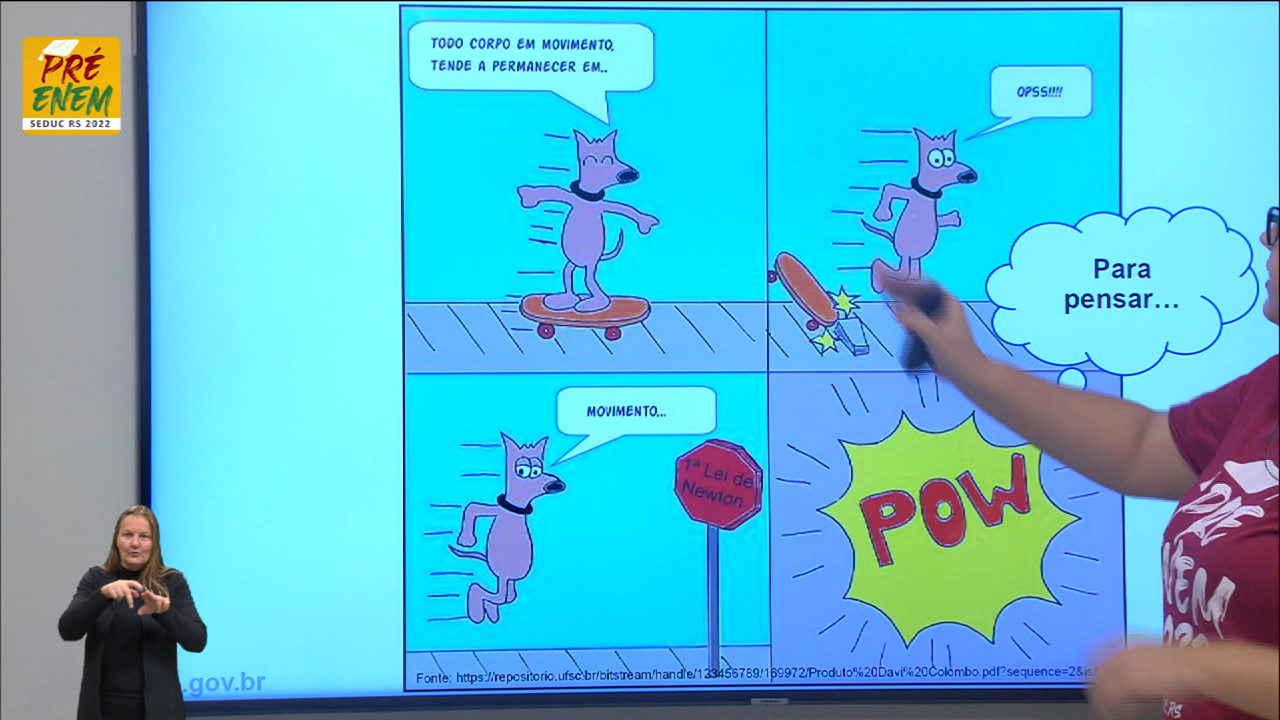 PRÉ
ENEM
SEDUC RS 2022
TODO CORPO EM MOVIMENTO,
TENDE A PERMANECER EM..
OPSS!!!!
Para
pensar...
MOVIMENTO...
1ª Lei de
Newton
POW
Fonte: https://repositorio.ufsc.br/bitstream/handle/123456789/169972/Produto%20Davi%20Colombo.pdf?sequence=2&is
.gov.br